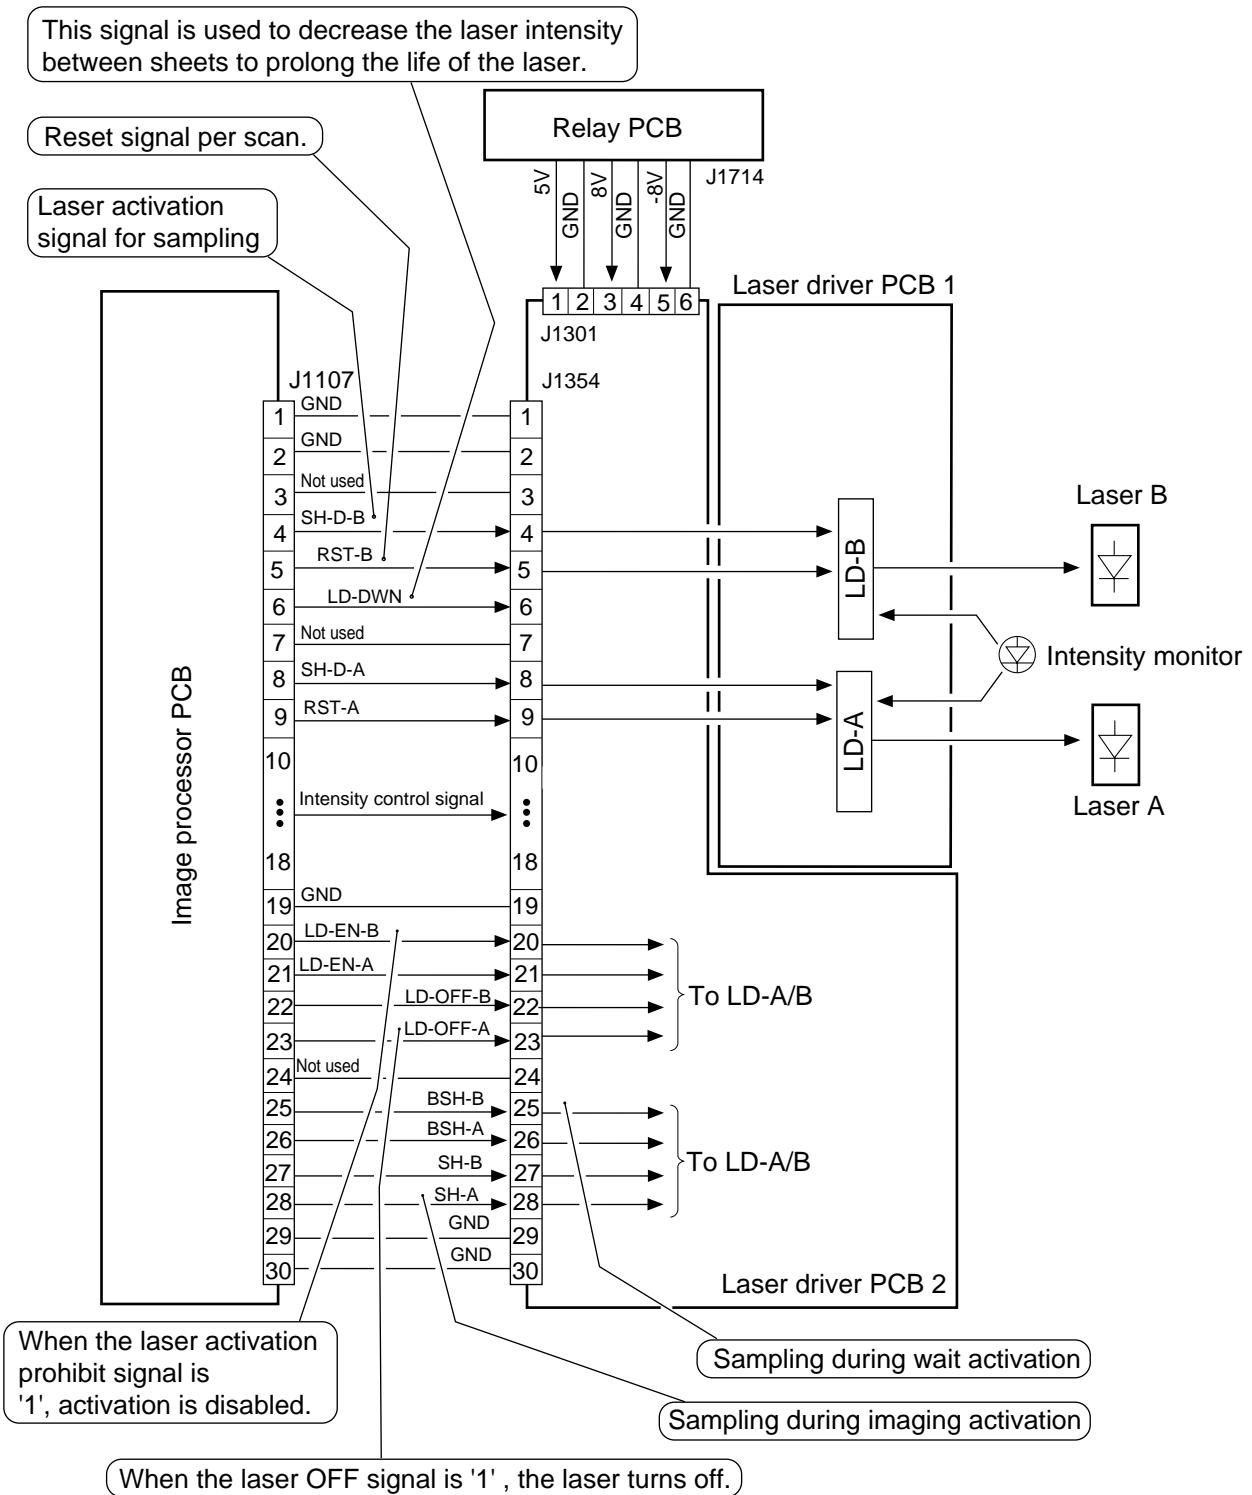 This signal is used to decrease the laser intensity
between sheets to prolong the life of the laser.
Reset signal per scan.
Laser activation
signal for sampling
Relay PCB
J1714
5V
GND
8V
GND
-8V
GND
1 2 3 4 5 6
J1301
Laser driver PCB 1
J1107
J1354
Image processor PCB
1 GND 1
2 GND 2
3 Not used 3
4 SH-D-B 4
5 RST-B 5
6 LD-DWN 6
7 Not used 7
8 SH-D-A 8
9 RST-A 9
10 10
Intensity control signal
18 18
19 GND 19
20 LD-EN-B 20
21 LD-EN-A 21
22 LD-OFF-B 22
23 LD-OFF-A 23
24 Not used 24
25 BSH-B 25
26 BSH-A 26
27 SH-B 27
28 SH-A 28
29 GND 29
30 GND 30
LD-B
LD-A
Laser B
Intensity monitor
Laser A
To LD-A/B
To LD-A/B
Laser driver PCB 2
When the laser activation
prohibit signal is
'1', activation is disabled.
Sampling during wait activation
Sampling during imaging activation
When the laser OFF signal is '1' , the laser turns off.